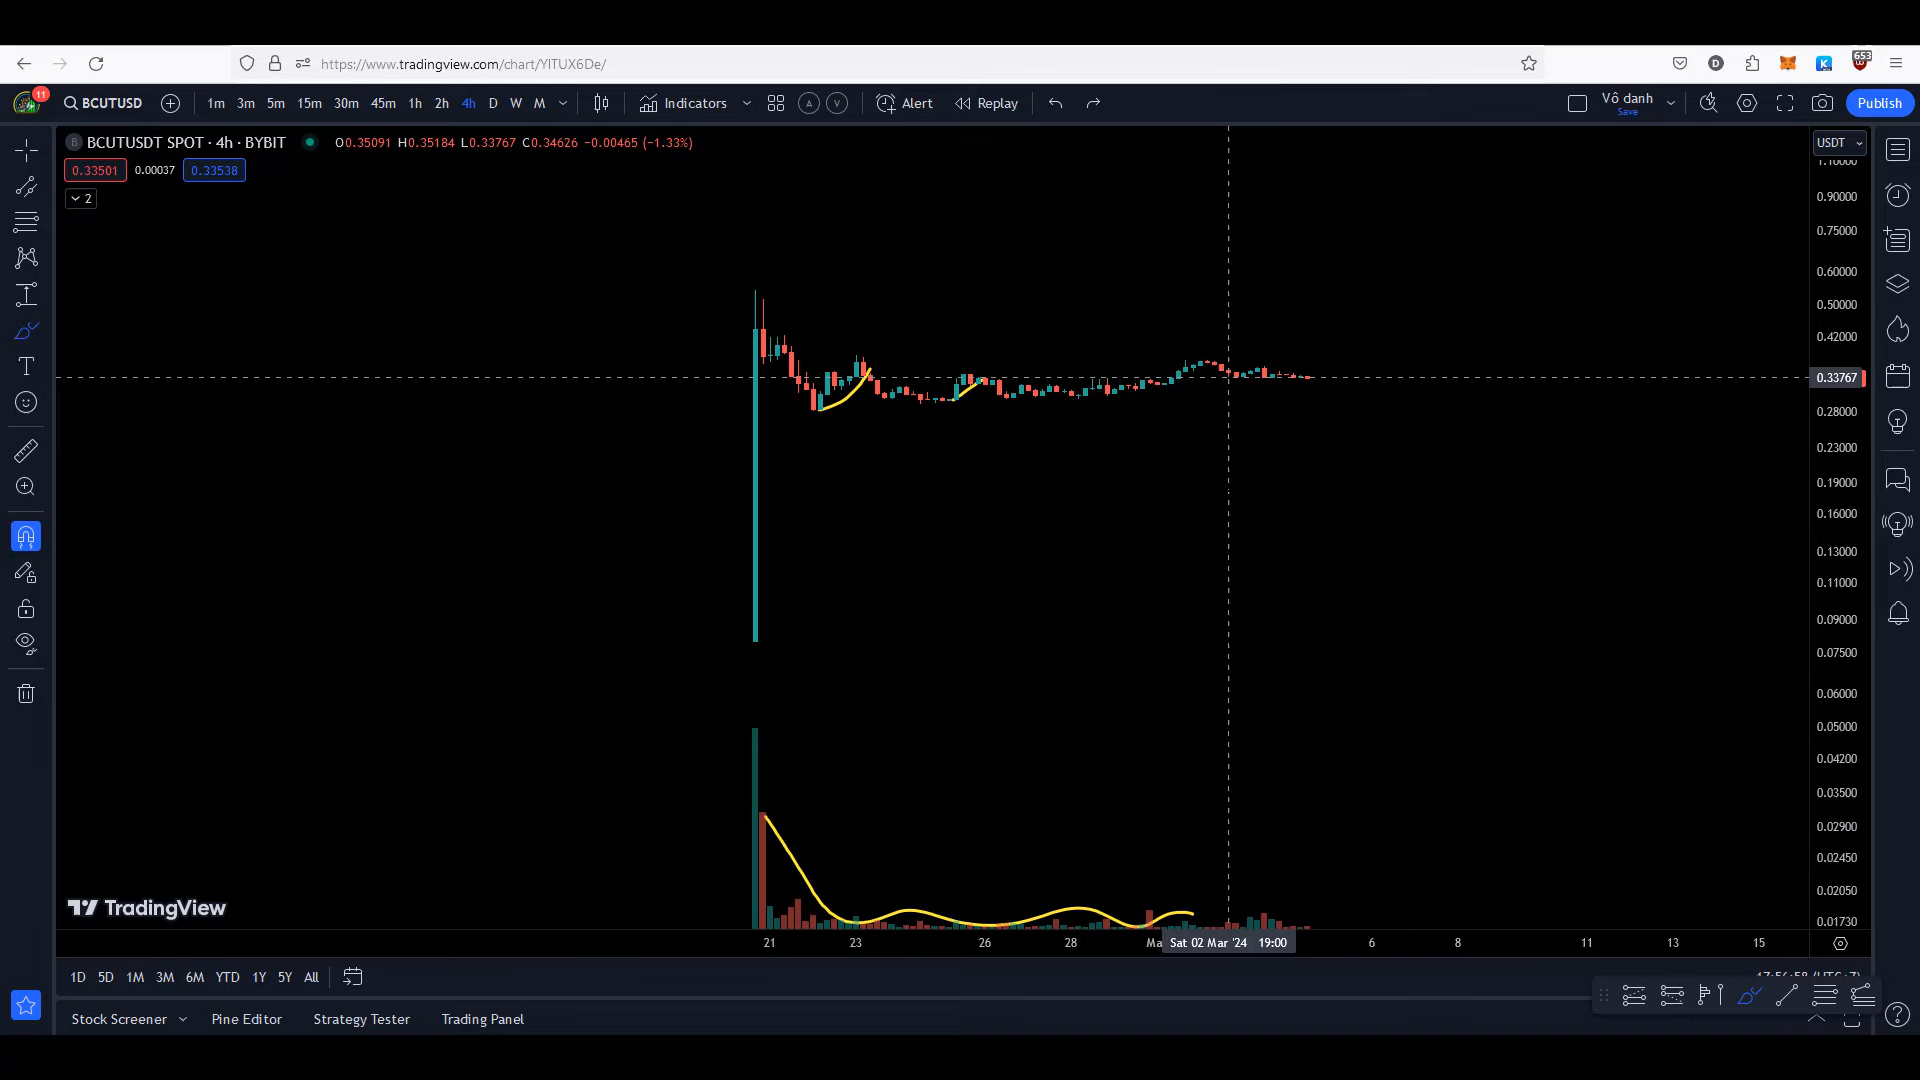 https://www.tradingview.com/chart/YlTUX6De/
653
11
BCUTUSD
1m 3m 5m 15m 30m 45m 1h 2h 4h D W M
Indicators
A V
Alert
Replay
Vô danh
Save
Publish
B BCUTUSDT SPOT · 4h · BYBIT
O0.35091 H0.35184 L0.33767 C0.34626 -0.00465 (-1.33%)
USDT
0.33501 0.00037 0.33538
2
1.10000
0.90000
0.75000
0.60000
0.50000
0.42000
0.33767
0.28000
0.23000
0.19000
0.16000
0.13000
0.11000
0.09000
0.07500
0.06000
0.05000
0.04200
0.03500
0.02900
0.02450
0.02050
0.01730
TradingView
21 23 26 28 Ma Sat 02 Mar '24 19:00 6 8 11 13 15
1D 5D 1M 3M 6M YTD 1Y 5Y All
Stock Screener Pine Editor Strategy Tester Trading Panel